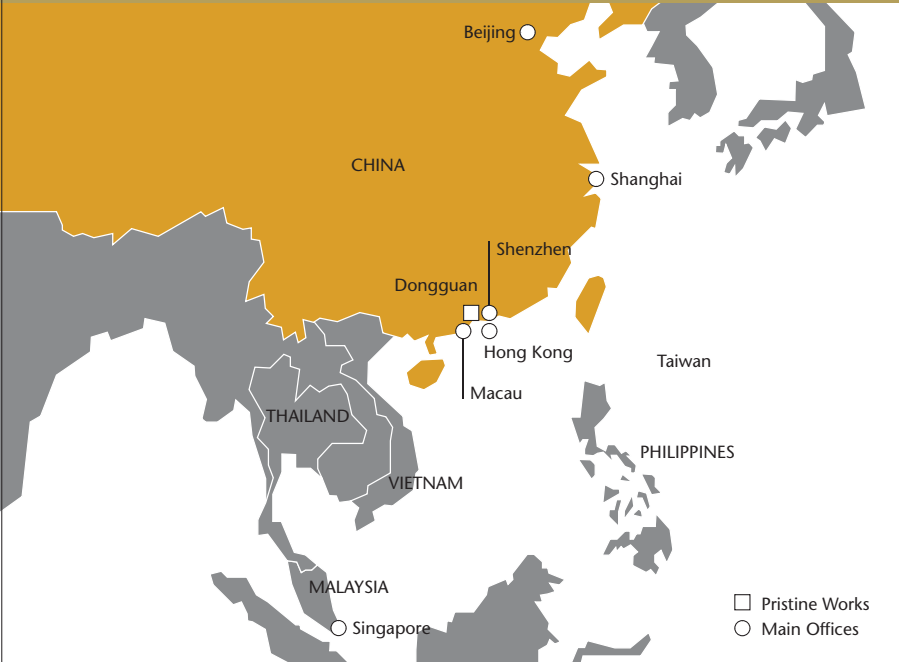 Beijing
CHINA
Shanghai
Shenzhen
Dongguan
Hong Kong
Taiwan
Macau
THAILAND
PHILIPPINES
VIETNAM
MALAYSIA
Pristine Works
Singapore
Main Offices